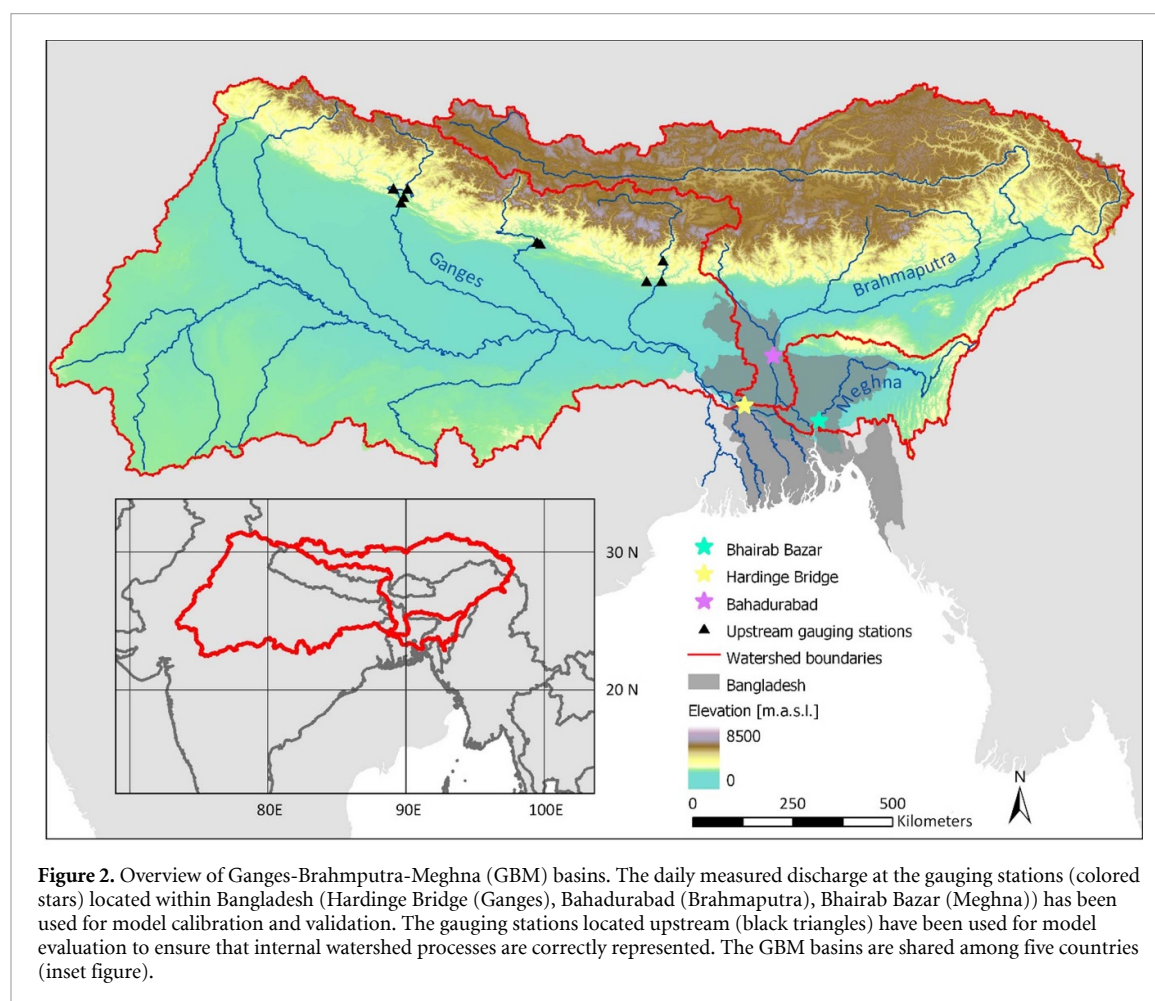 Ganges
Brahmaputra
Meghna
30 N
20 N
80E
90E
100E
Bhairab Bazar
Hardinge Bridge
Bahadurabad
Upstream gauging stations
Watershed boundaries
Bangladesh
Elevation [m.a.s.l.]
8500
0
N
0 250 500
Kilometers
Figure 2. Overview of Ganges-Brahmputra-Meghna (GBM) basins. The daily measured discharge at the gauging stations (colored
stars) located within Bangladesh (Hardinge Bridge (Ganges), Bahadurabad (Brahmaputra), Bhairab Bazar (Meghna)) has been
used for model calibration and validation. The gauging stations located upstream (black triangles) have been used for model
evaluation to ensure that internal watershed processes are correctly represented. The GBM basins are shared among five countries
(inset figure).